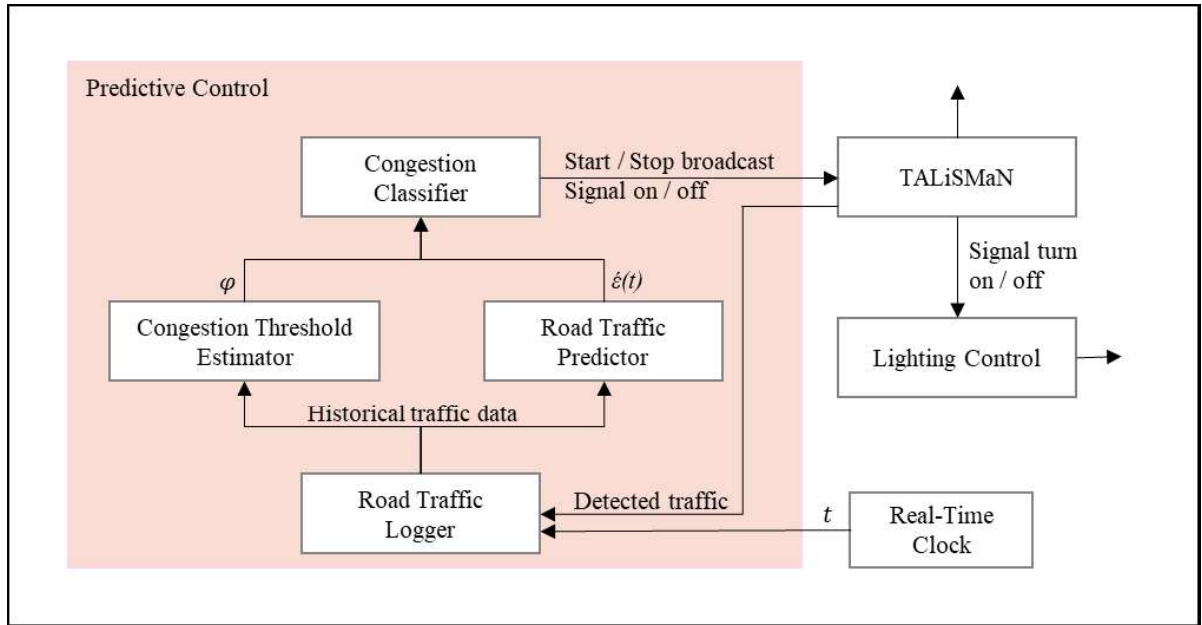 Predictive Control
Congestion
Classifier
Start / Stop broadcast
Signal on / off
TALiSMaN
Signal turn
on / off
φ
έ(t)
Congestion Threshold
Estimator
Road Traffic
Predictor
Lighting Control
Historical traffic data
Road Traffic
Logger
Detected traffic
t
Real-Time
Clock